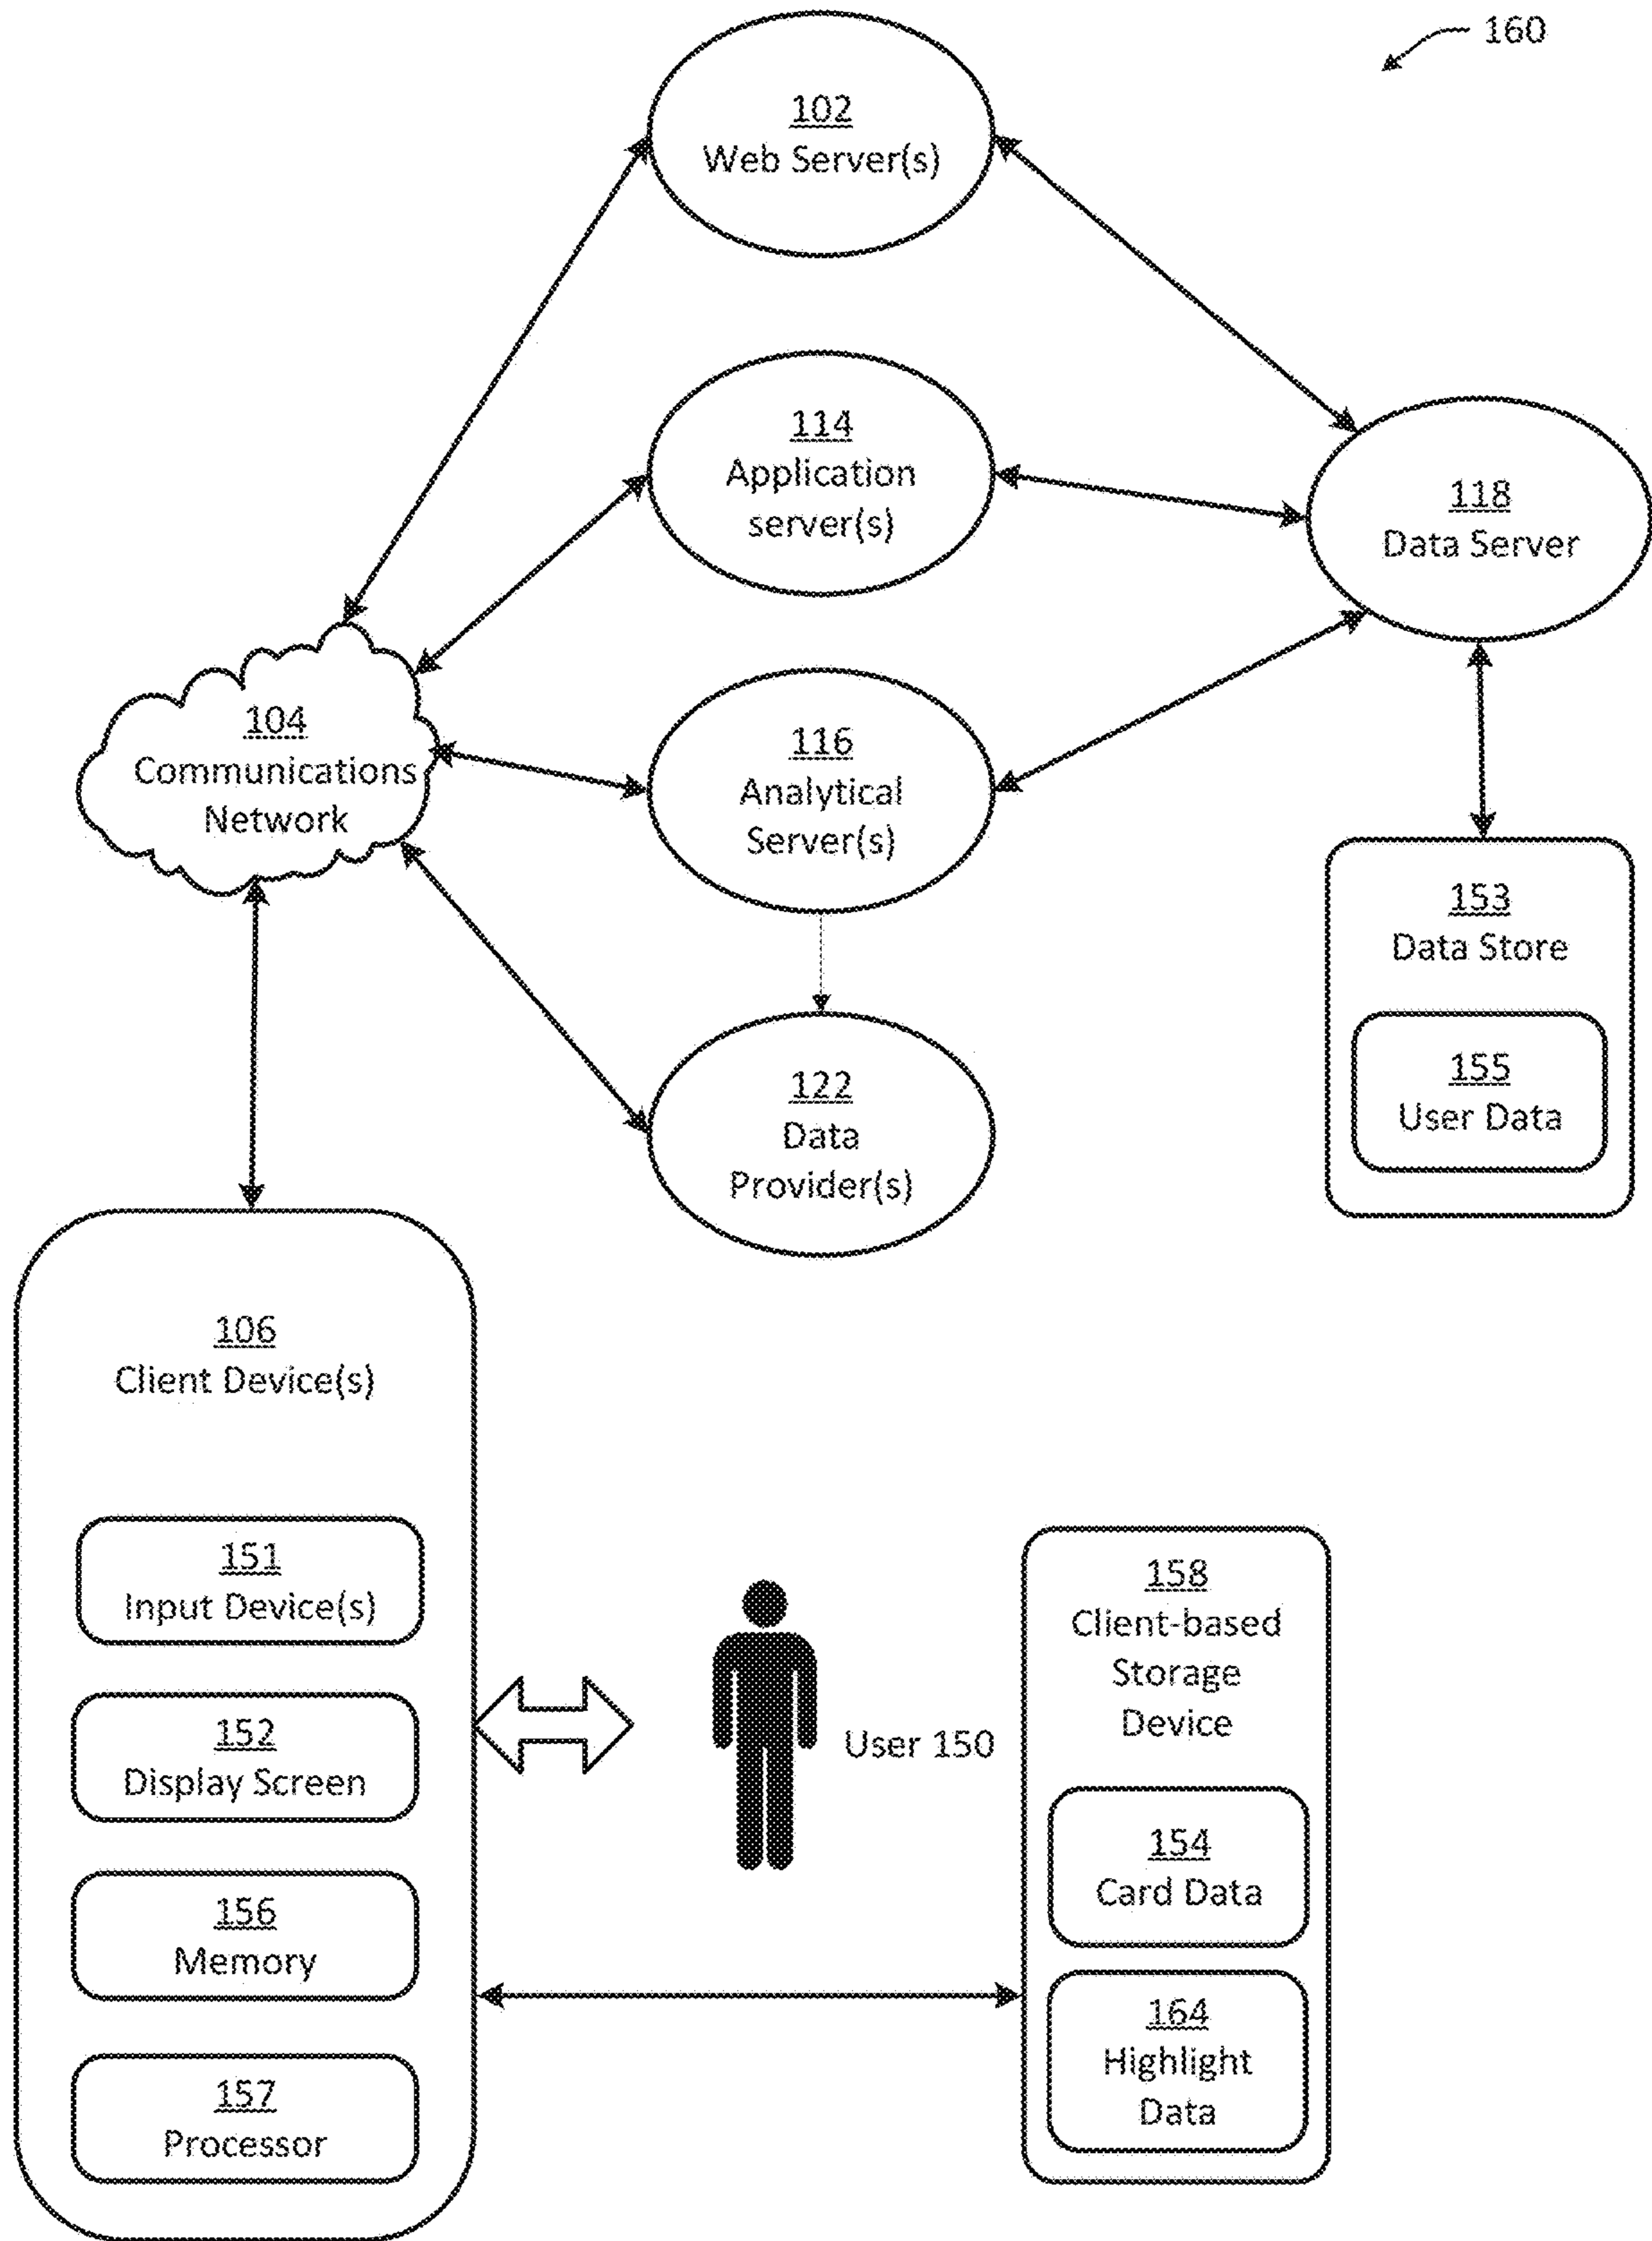 160
102
Web Server(s)
114
Application
server(s)
118
Data Server
104
Communications
Network
116
Analytical
Server(s)
153
Data Store
155
User Data
122
Data
Provider(s)
106
Client Device(s)
151
Input Device(s)
152
Display Screen
156
Memory
157
Processor
User 150
158
Client-based
Storage
Device
154
Card Data
164
Highlight
Data